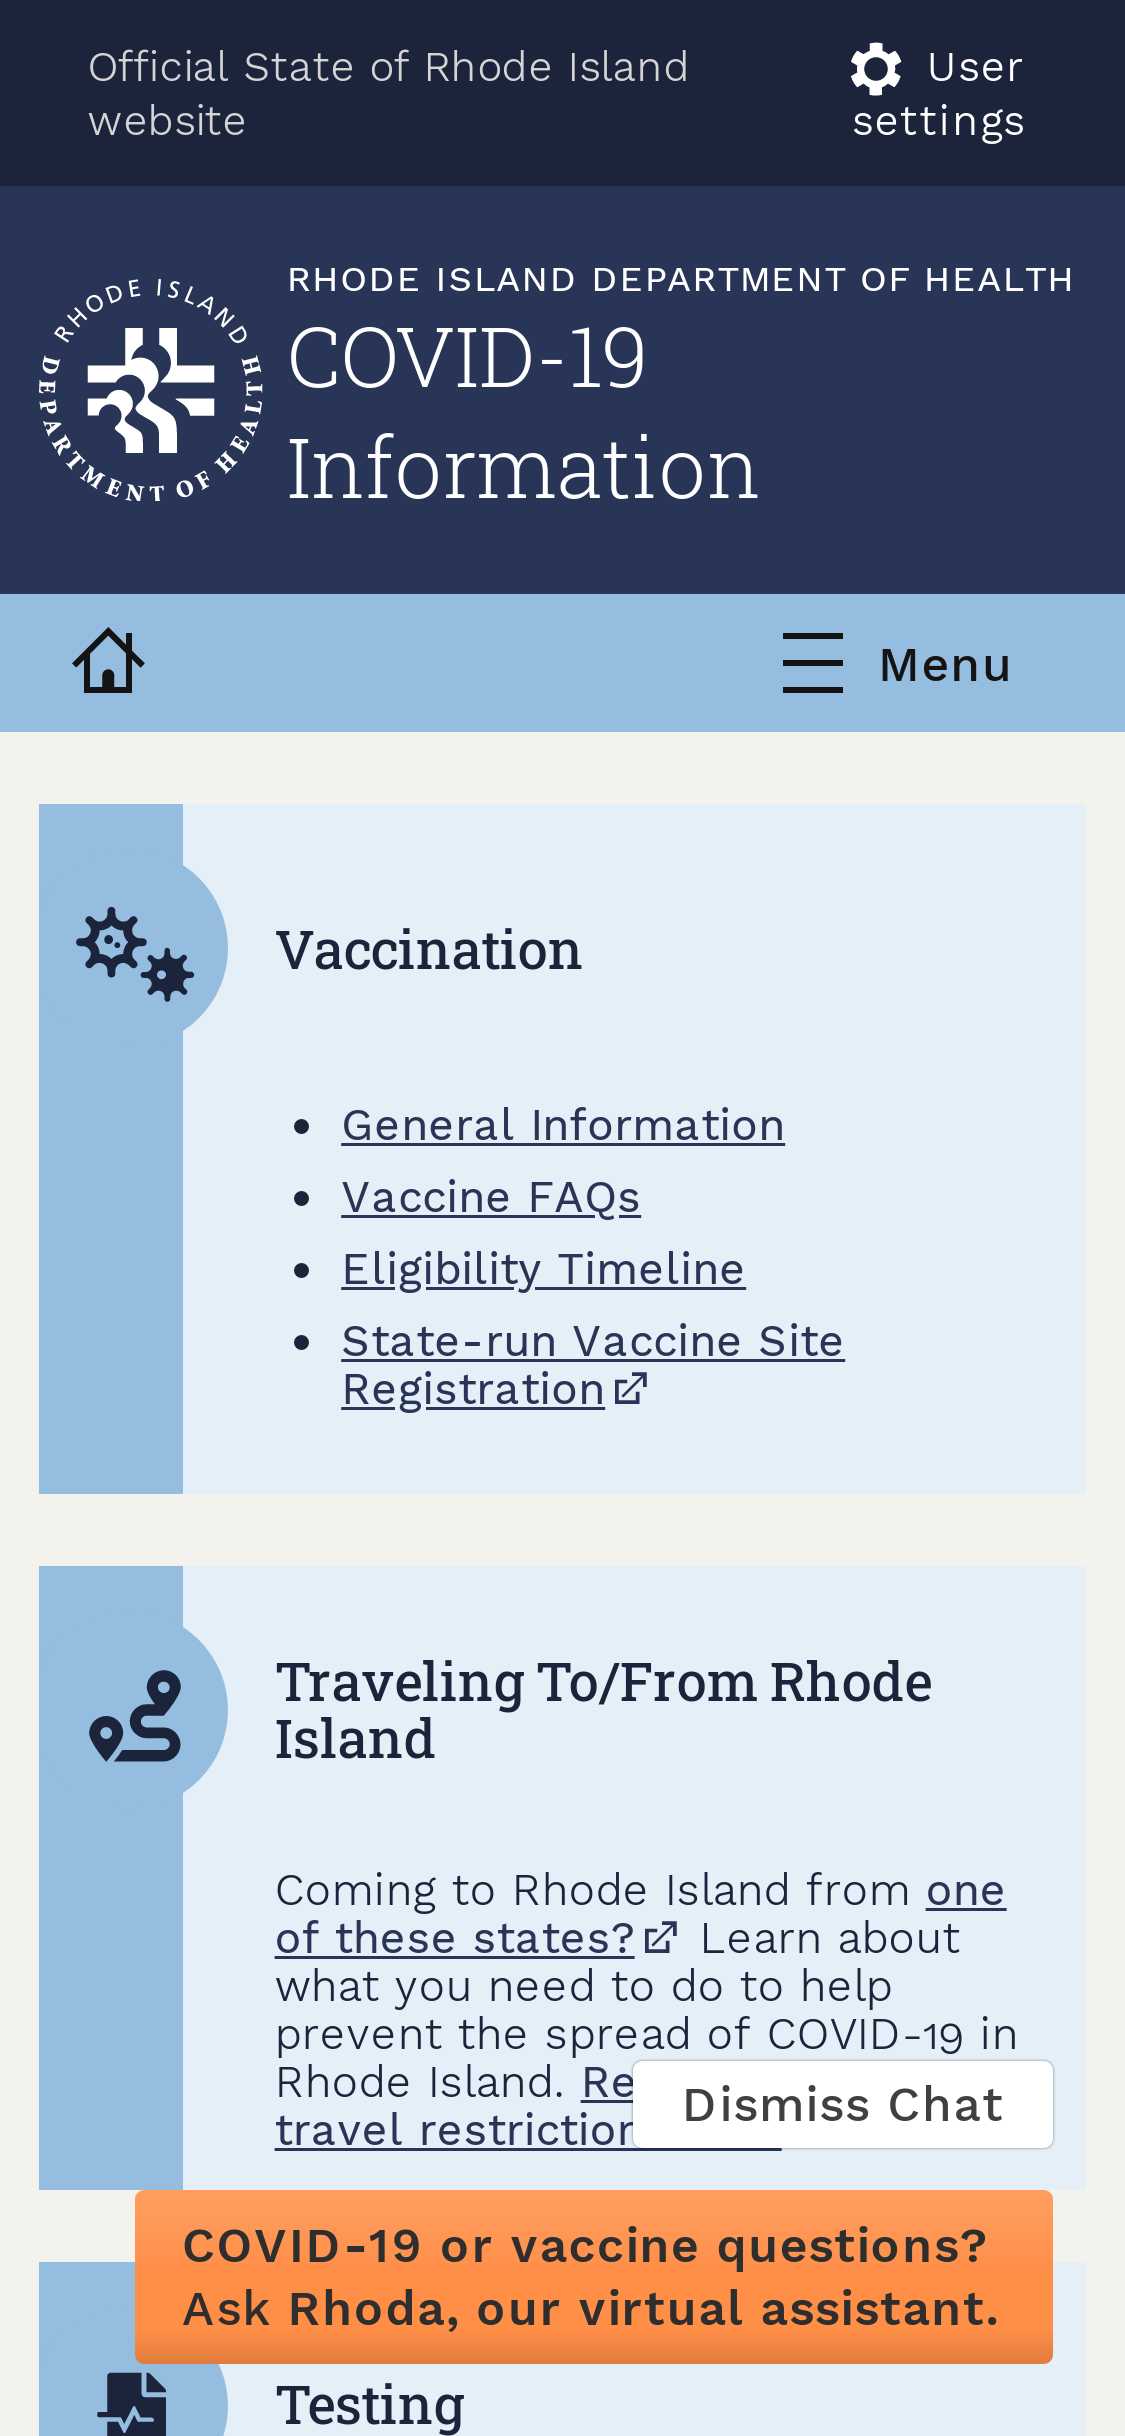 Official State of Rhode Island
website
User
settings
RHODE ISLAND
DEPARTMENT OF HEALTH
RHODE ISLAND DEPARTMENT OF HEALTH
COVID-19
Information
Menu
Vaccination
General Information
Vaccine FAQs
Eligibility Timeline
State-run Vaccine Site
Registration
Traveling To/From Rhode
Island
Coming to Rhode Island from one
of these states? Learn about
what you need to do to help
prevent the spread of COVID-19 in
Rhode Island.
travel
Dismiss Chat
COVID-19 or vaccine questions?
Ask Rhoda, our virtual assistant.
Testing